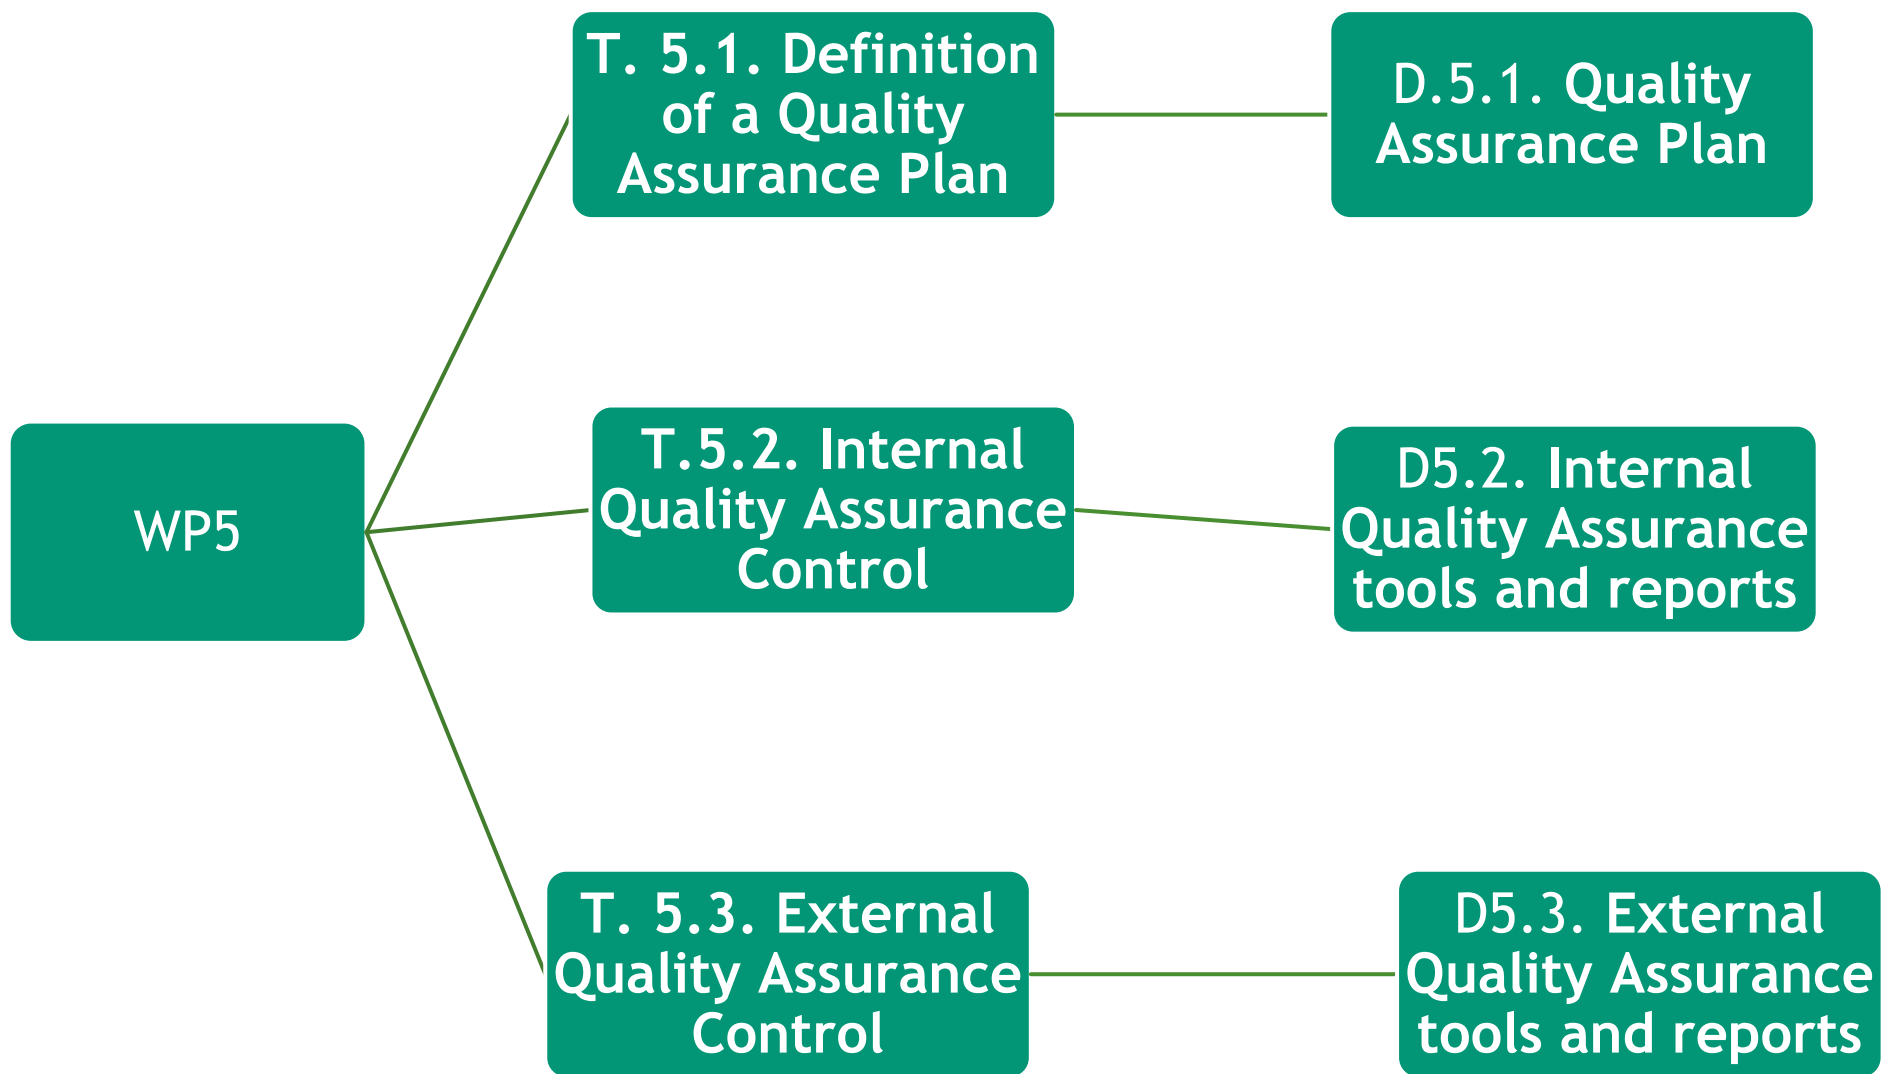 WP5
T. 5.1. Definition
of a Quality
Assurance Plan
D.5.1. Quality
Assurance Plan
T.5.2. Internal
Quality Assurance
Control
D5.2. Internal
Quality Assurance
tools and reports
T. 5.3. External
Quality Assurance
Control
D5.3. External
Quality Assurance
tools and reports